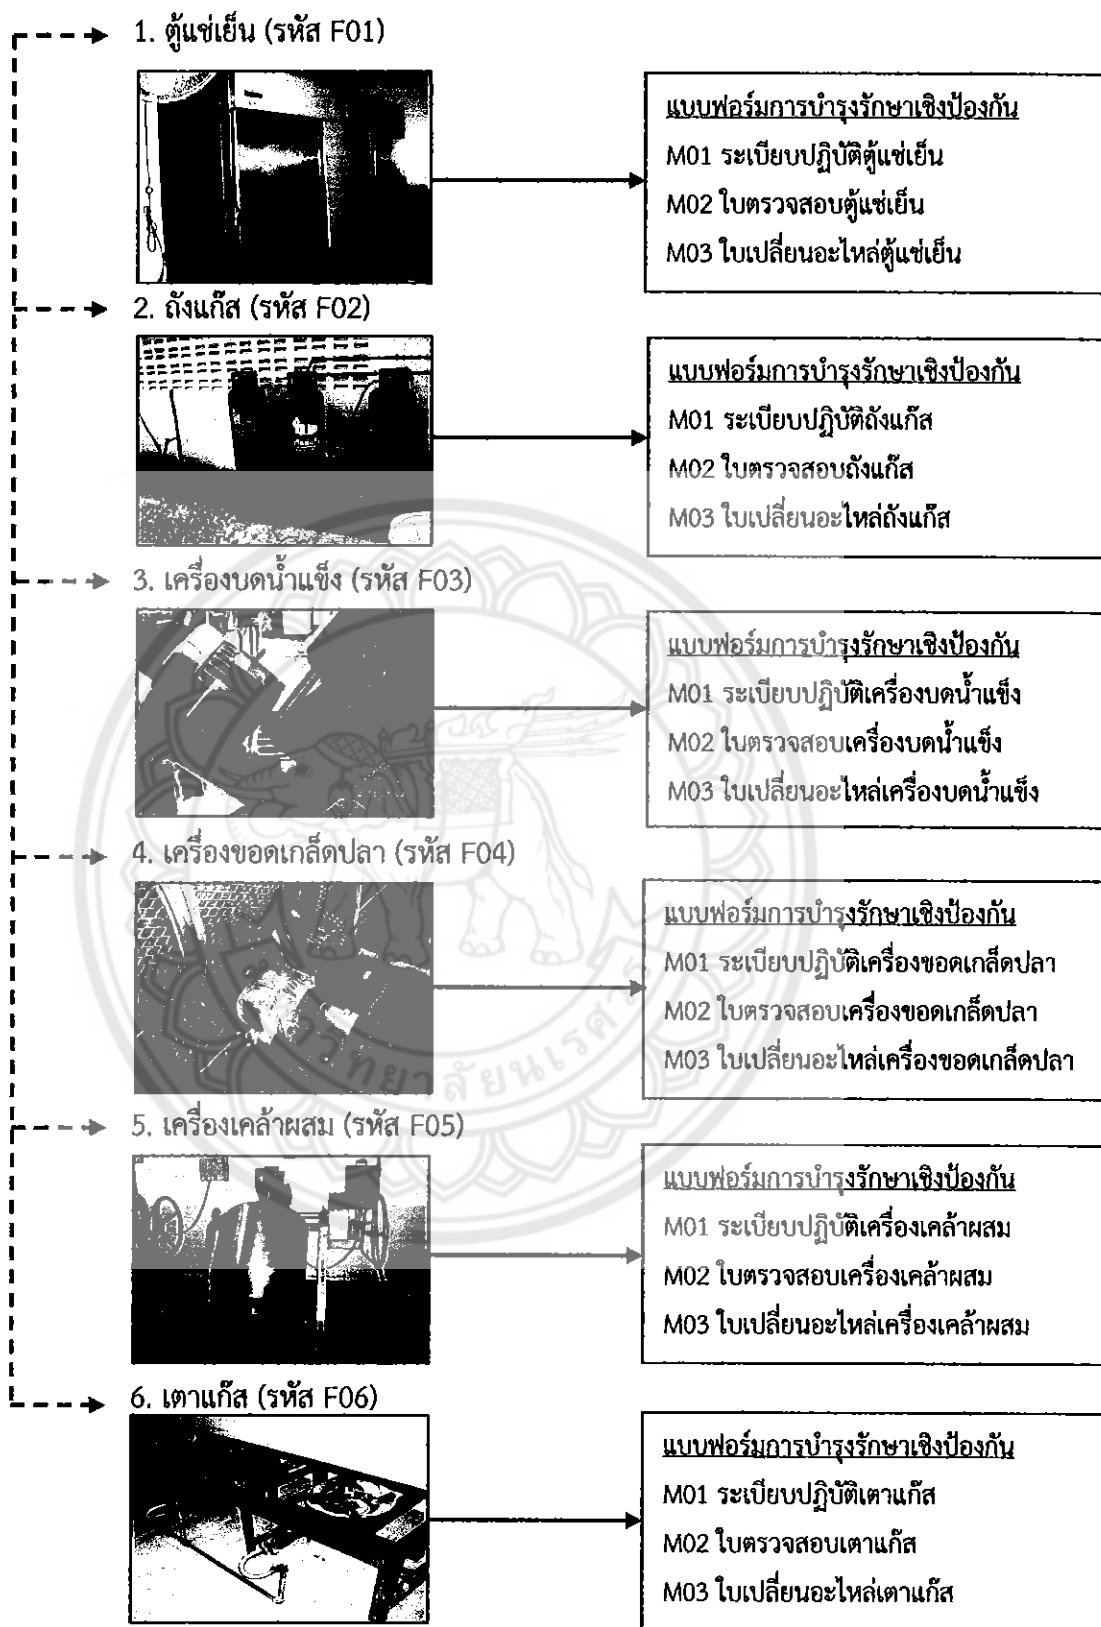 1. ตู้แช่เย็น (รหัส F01)
แบบฟอร์มการบำรุงรักษาเชิงป้องกัน
M01 ระเบียบปฏิบัติตู้แช่เย็น
M02 ใบตรวจสอบตู้แช่เย็น
M03 ใบเปลี่ยนอะไหล่ตู้แช่เย็น
2. ถังแก๊ส (รหัส F02)
แบบฟอร์มการบำรุงรักษาเชิงป้องกัน
M01 ระเบียบปฏิบัติถังแก๊ส
M02 ใบตรวจสอบถังแก๊ส
M03 ใบเปลี่ยนอะไหล่ถังแก๊ส
3. เครื่องบดน้ำแข็ง (รหัส F03)
แบบฟอร์มการบำรุงรักษาเชิงป้องกัน
M01 ระเบียบปฏิบัติเครื่องบดน้ำแข็ง
M02 ใบตรวจสอบเครื่องบดน้ำแข็ง
M03 ใบเปลี่ยนอะไหล่เครื่องบดน้ำแข็ง
4. เครื่องขอดเกล็ดปลา (รหัส F04)
แบบฟอร์มการบำรุงรักษาเชิงป้องกัน
M01 ระเบียบปฏิบัติเครื่องขอดเกล็ดปลา
M02 ใบตรวจสอบเครื่องขอดเกล็ดปลา
M03 ใบเปลี่ยนอะไหล่เครื่องขอดเกล็ดปลา
5. เครื่องเคล้าผสม (รหัส F05)
แบบฟอร์มการบำรุงรักษาเชิงป้องกัน
M01 ระเบียบปฏิบัติเครื่องเคล้าผสม
M02 ใบตรวจสอบเครื่องเคล้าผสม
M03 ใบเปลี่ยนอะไหล่เครื่องเคล้าผสม
6. เตาแก๊ส (รหัส F06)
แบบฟอร์มการบำรุงรักษาเชิงป้องกัน
M01 ระเบียบปฏิบัติเตาแก๊ส
M02 ใบตรวจสอบเตาแก๊ส
M03 ใบเปลี่ยนอะไหล่เตาแก๊ส